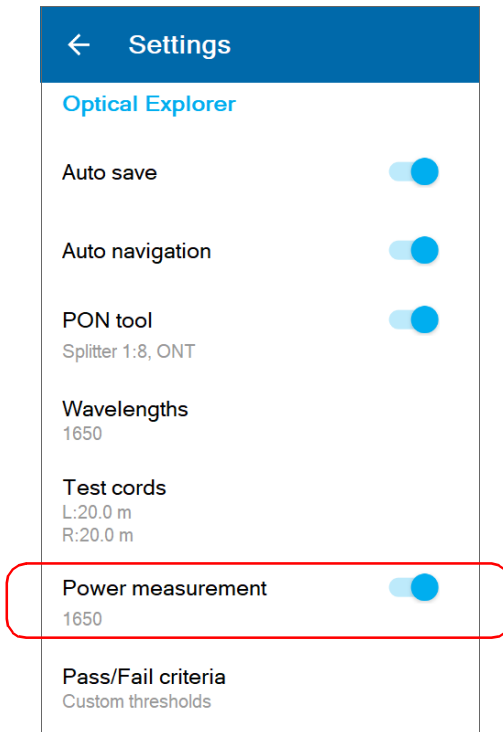 Settings
Optical Explorer
Auto save
Auto navigation
PON tool
Splitter 1:8, ONT
Wavelengths
1650
Test cords
L:20.0 m
R:20.0 m
Power measurement
1650
Pass/Fail criteria
Custom thresholds